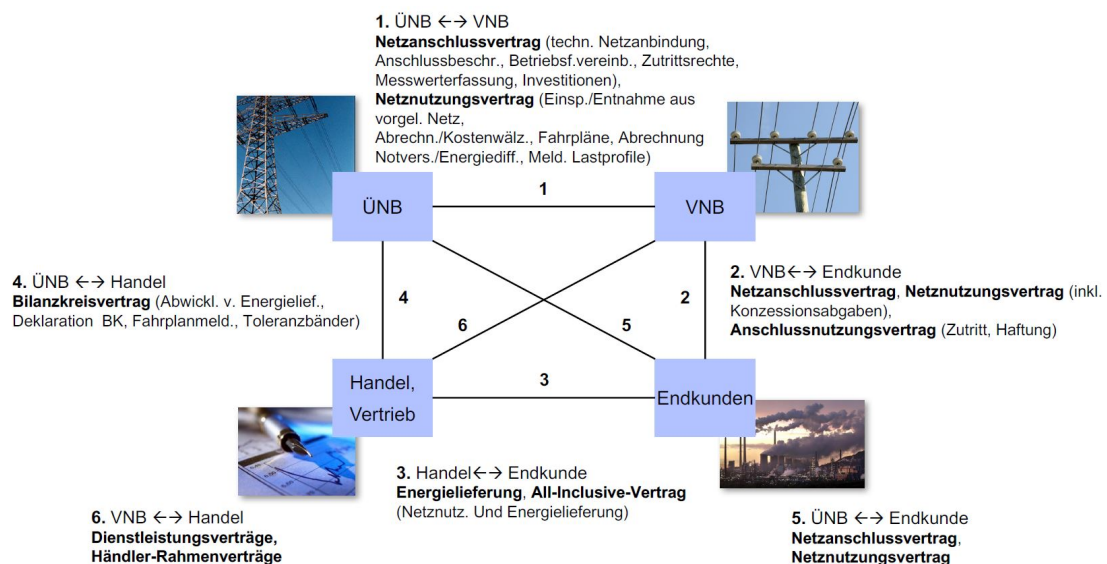 1. ÜNB ←→ VNB
Netzanschlussvertrag (techn. Netzanbindung,
Anschlussbeschr., Betriebsf.vereinb., Zutrittsrechte,
Messwerterfassung, Investitionen),
Netznutzungsvertrag (Einsp./Entnahme aus
vorgel. Netz,
Abrechn./Kostenwälz., Fahrpläne, Abrechnung
Notvers./Energiediff., Meld. Lastprofile)
ÜNB
1
VNB
4. ÜNB ←→ Handel
Bilanzkreisvertrag (Abwickl. v. Energielief.,
Deklaration BK, Fahrplanmeld., Toleranzbänder)
4
6
5
2
2. VNB←→ Endkunde
Netzanschlussvertrag, Netznutzungsvertrag (inkl.
Konzessionsabgaben),
Anschlussnutzungsvertrag (Zutritt, Haftung)
Handel,
Vertrieb
3
Endkunden
3. Handel←→ Endkunde
Energielieferung, All-Inclusive-Vertrag
(Netznutz. Und Energielieferung)
6. VNB ←→ Handel
Dienstleistungsverträge,
Händler-Rahmenverträge
5. ÜNB ←→ Endkunde
Netzanschlussvertrag,
Netznutzungsvertrag